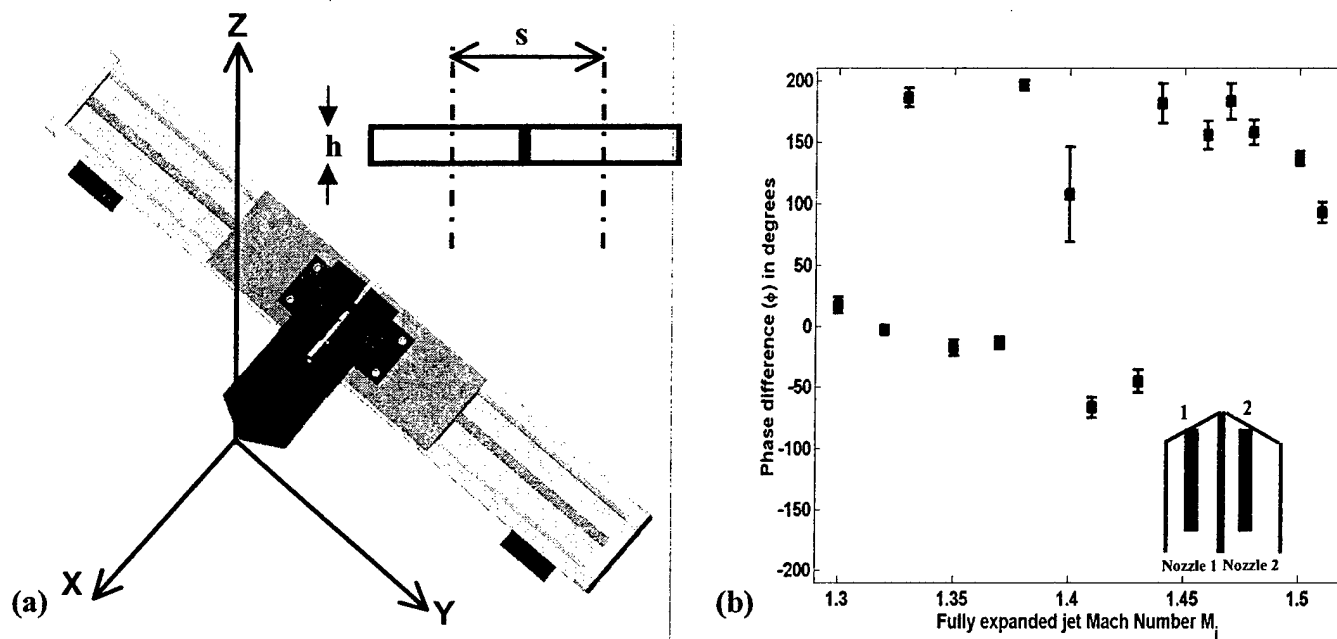 Z
s
h
X
Y
(a)
200
150
100
50
0
-50
-100
-150
-200
Phase difference (ϕ) in degrees
1.3
1.35
1.4
1.45
1.5
Fully expanded jet Mach Number Mj
1
2
Nozzle 1
Nozzle 2
(b)